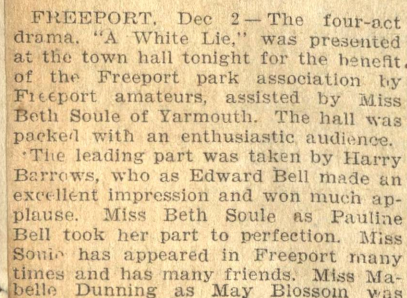 FREEPORT, Dec 2—The four-act
drama, "A White Lie," was presented
at the town hall tonight for the benefit
of the Freeport park association by
Freeport amateurs, assisted by Miss
Beth Soule of Yarmouth. The hall was
packed with an enthusiastic audience.
The leading part was taken by Harry
Barrows, who as Edward Bell made an
excellent impression and won much ap-
plause. Miss Beth Soule as Pauline
Bell took her part to perfection. Miss
Soule has appeared in Freeport many
times and has many friends. Miss Ma-
belle Dunning as May Blossom was